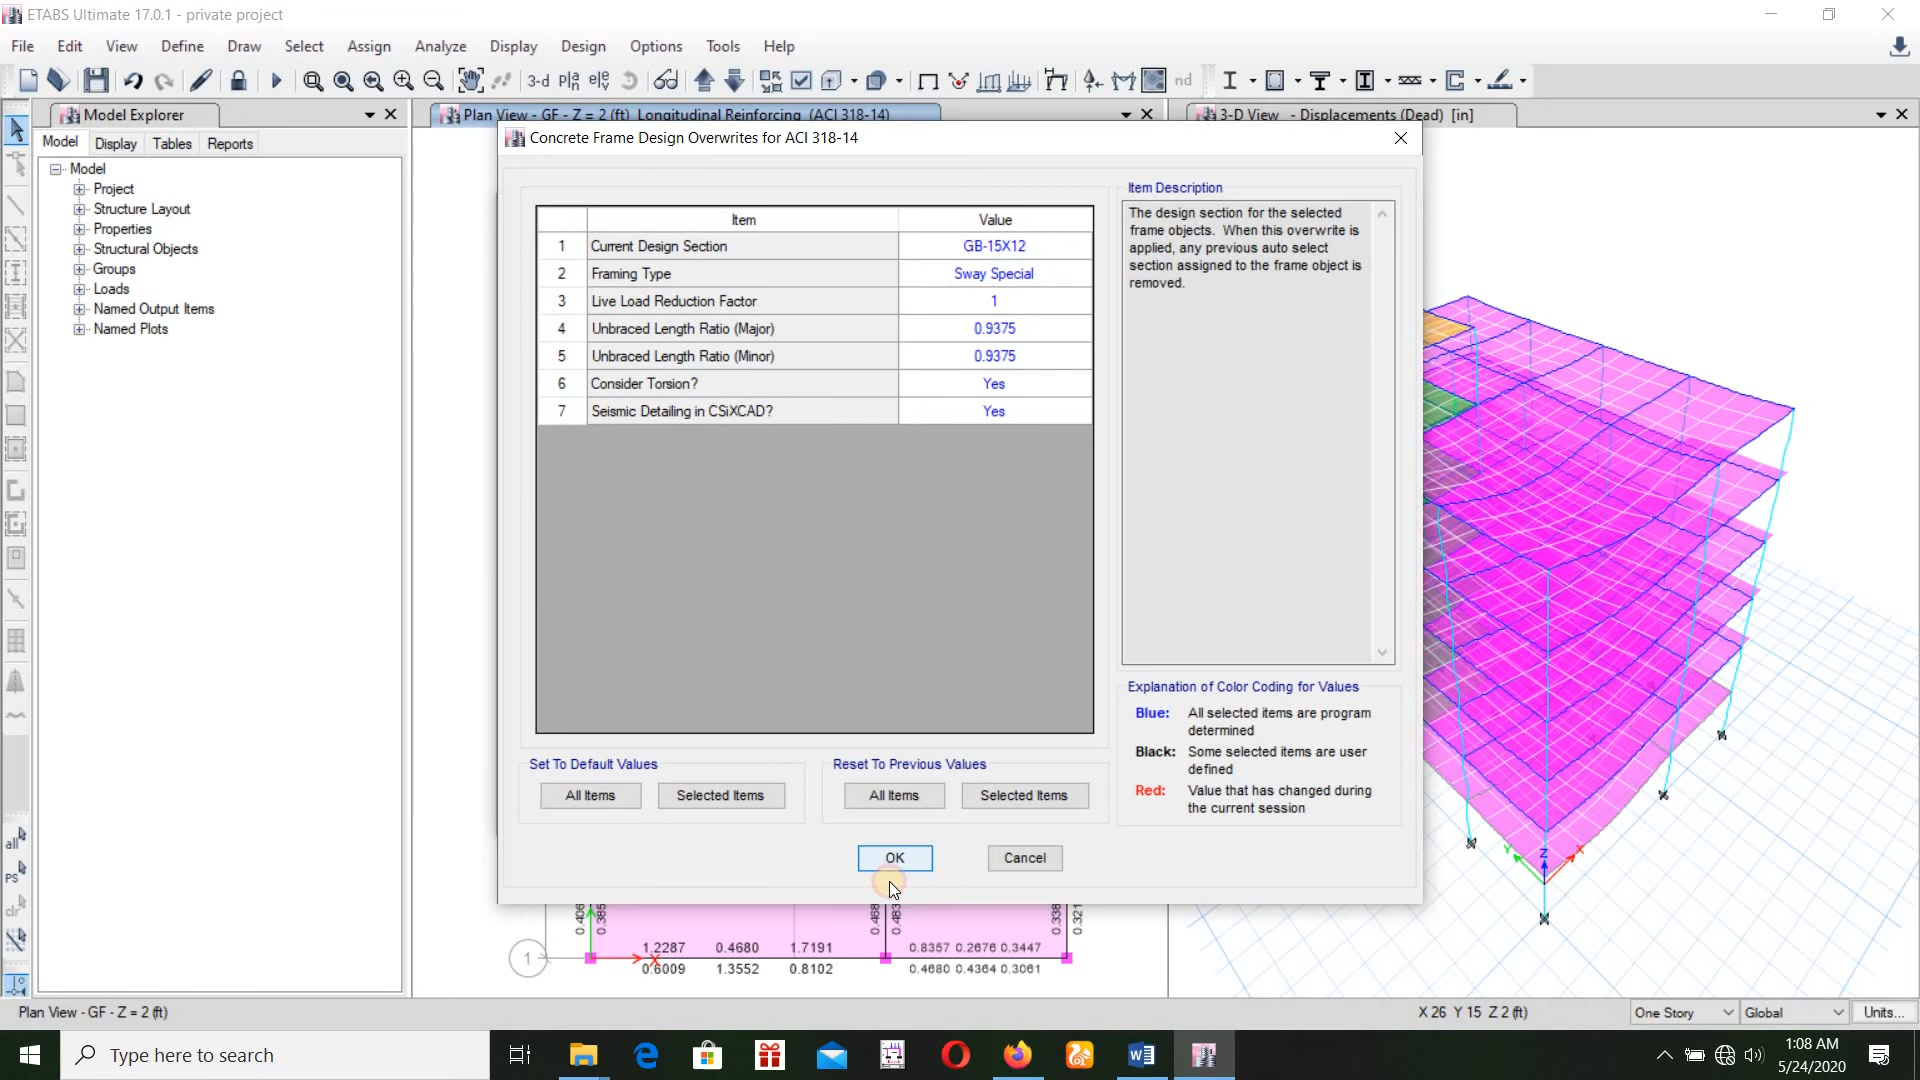 ETABS Ultimate 17.0.1 - private project
File Edit View Define Draw Select Assign Analyze Display Design Options Tools Help
3-d nd
Model Explorer
Plan View - GF - Z = 2 (ft) Longitudinal Reinforcing (ACI 318-14)
3-D View - Displacements (Dead) [in]
Model Display Tables Reports
Model
Project
Structure Layout
Properties
Structural Objects
Groups
Loads
Named Output Items
Named Plots
Concrete Frame Design Overwrites for ACI 318-14
Item Value
1 Current Design Section GB-15X12
2 Framing Type Sway Special
3 Live Load Reduction Factor 1
4 Unbraced Length Ratio (Major) 0.9375
5 Unbraced Length Ratio (Minor) 0.9375
6 Consider Torsion? Yes
7 Seismic Detailing in CSiXCAD? Yes
Item Description
The design section for the selected
frame objects. When this overwrite is
applied, any previous auto select
section assigned to the frame object is
removed.
Explanation of Color Coding for Values
Blue: All selected items are program
determined
Black: Some selected items are user
defined
Red: Value that has changed during
the current session
Set To Default Values
All Items Selected Items
Reset To Previous Values
All Items Selected Items
OK Cancel
1
1.2287 0.4680 1.7191 0.8357 0.2676 0.3447
0.6009 1.3552 0.8102 0.4680 0.4364 0.3061
X
Y Z X
all
PS
clr
Plan View - GF - Z = 2 (ft)
X 26 Y 15 Z 2 (ft)
One Story Global Units...
Type here to search
1:08 AM
5/24/2020